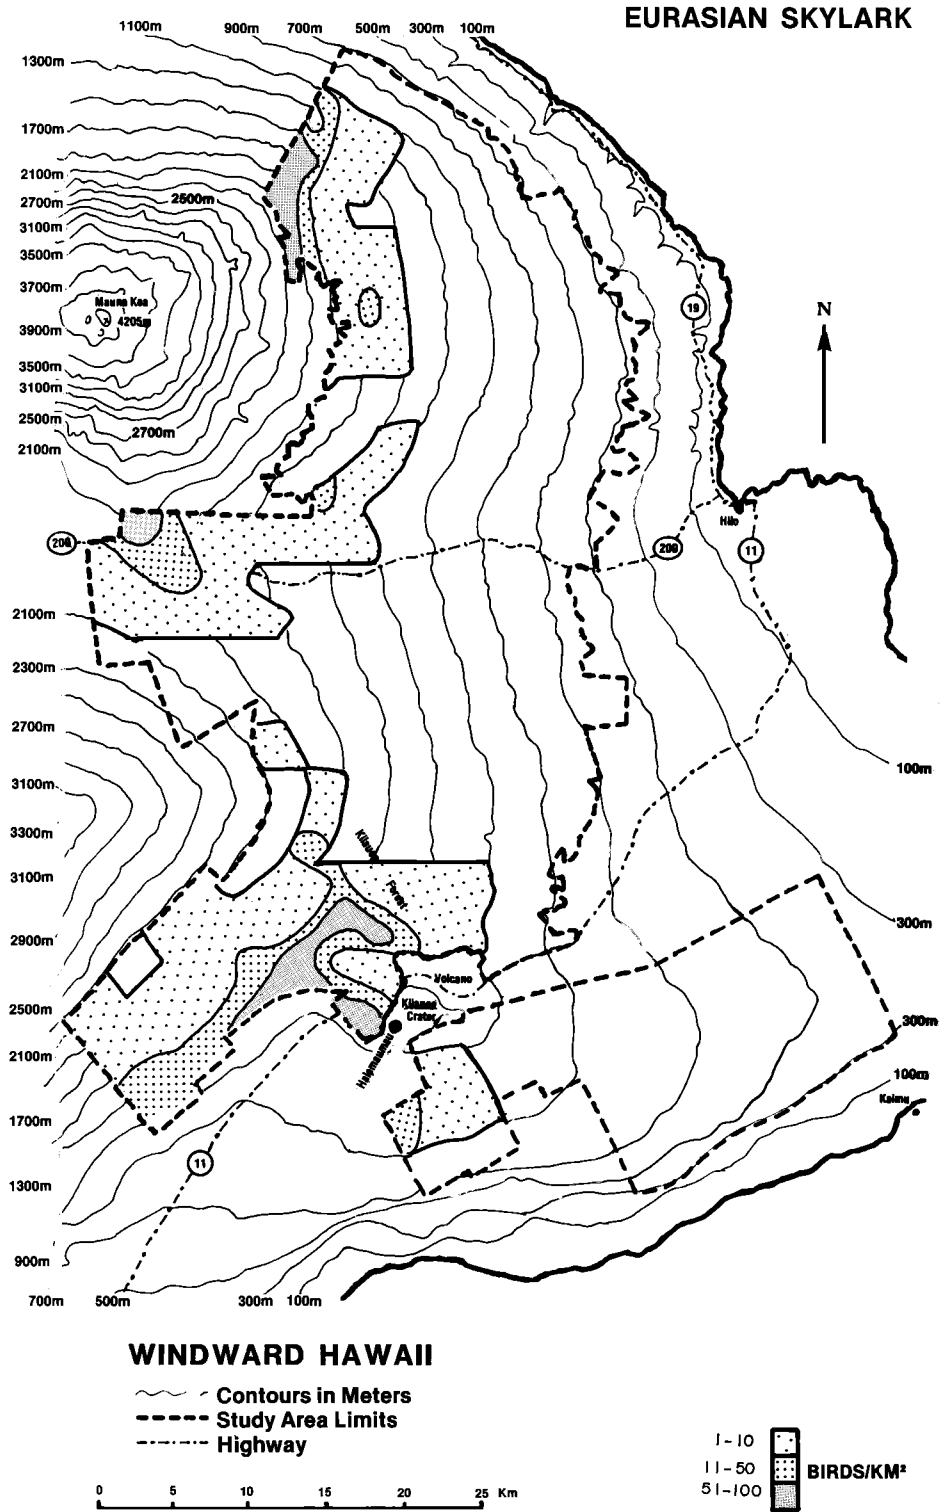 EURASIAN SKYLARK
1100m 900m 700m 500m 300m 100m
1300m
1700m
2100m
2700m
2500m
3100m
3500m
3700m
Mauna Kea
4205m
3900m
3500m
3100m
2500m
2700m
2100m
19
N
Hilo
200
200
11
2100m
2300m
2700m
3100m
3300m
3100m
2900m
2500m
2100m
1700m
1300m
900m
700m 500m 300m 100m
100m
300m
300m
100m
Kaimu
Kilauea
Forest
Volcano
Kilauea
Crater
Halemaumau
11
WINDWARD HAWAII
Contours in Meters
Study Area Limits
Highway
0 5 10 15 20 25 Km
1-10
11-50
51-100
BIRDS/KM²